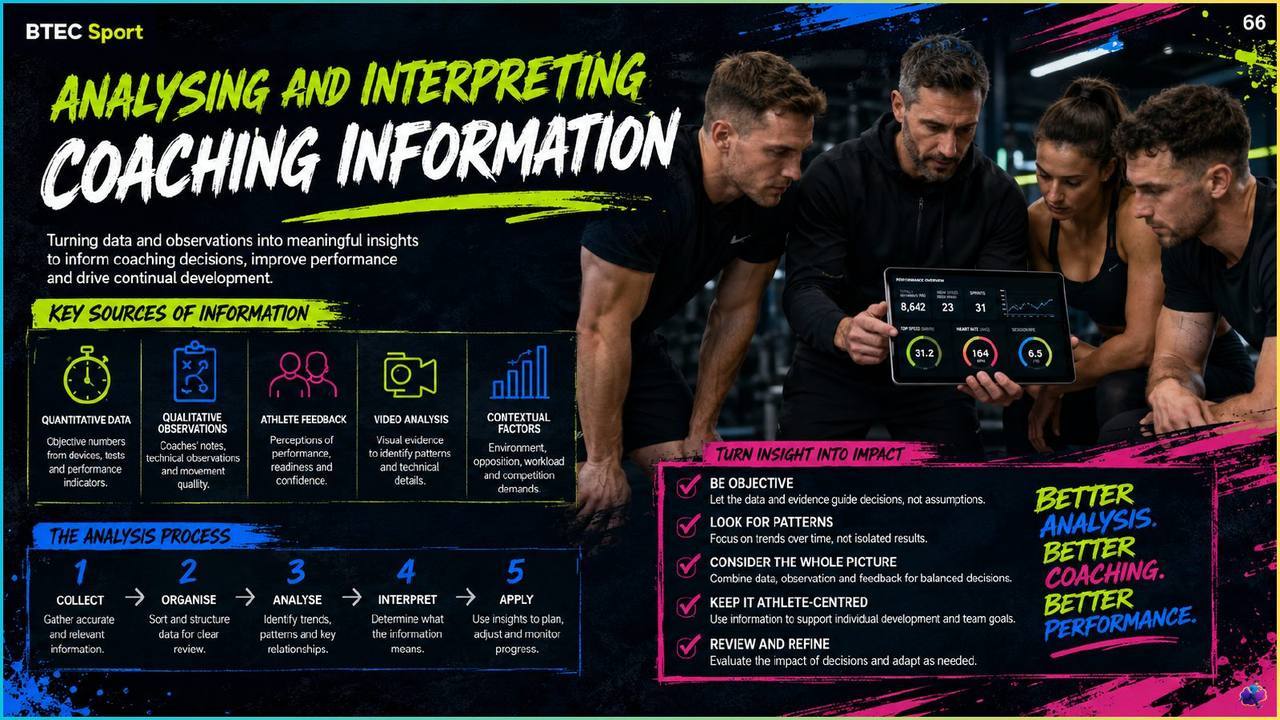 BTEC Sport
66
ANALYSING AND INTERPRETING
COACHING INFORMATION
Turning data and observations into meaningful insights
to inform coaching decisions, improve performance
and drive continual development.
KEY SOURCES OF INFORMATION
QUANTITATIVE DATA
Objective numbers
from devices, tests
and performance
indicators.
QUALITATIVE
OBSERVATIONS
Coaches' notes,
technical observations
and movement
quality.
ATHLETE FEEDBACK
Perceptions of
performance,
readiness and
confidence.
VIDEO ANALYSIS
Visual evidence
to identify patterns
and technical
details.
CONTEXTUAL
FACTORS
Environment,
opposition, workload
and competition
demands.
THE ANALYSIS PROCESS
1
COLLECT
Gather accurate
and relevant
information.
2
ORGANISE
Sort and structure
data for clear
review.
3
ANALYSE
Identify trends,
patterns and key
relationships.
4
INTERPRET
Determine what
the information
means.
5
APPLY
Use insights to plan,
adjust and monitor
progress.
PERFORMANCE OVERVIEW
SPRINTS
8,642
23
31
TOP SPEED
HEART RATE
31.2
164
6.5
TURN INSIGHT INTO IMPACT
BE OBJECTIVE
Let the data and evidence guide decisions, not assumptions.
LOOK FOR PATTERNS
Focus on trends over time, not isolated results.
CONSIDER THE WHOLE PICTURE
Combine data, observation and feedback for balanced decisions.
KEEP IT ATHLETE-CENTRED
Use information to support individual development and team goals.
REVIEW AND REFINE
Evaluate the impact of decisions and adapt as needed.
BETTER
ANALYSIS.
BETTER
COACHING.
BETTER
PERFORMANCE.